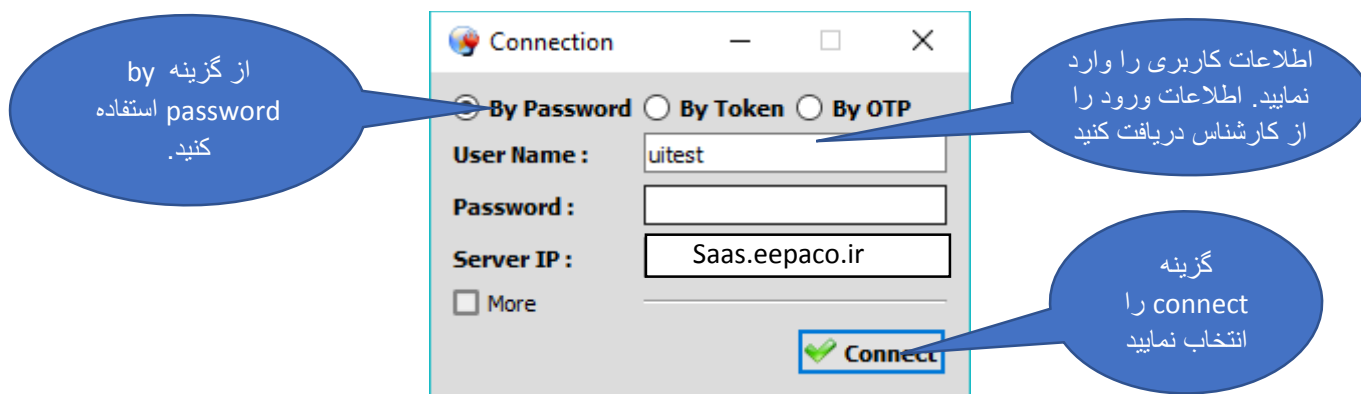 Connection
By Password By Token By OTP
User Name : uitest
Password :
Server IP : Saas.eepaco.ir
More
Connect
از گزینه by
password استفاده
کنید.
اطلاعات کاربری را وارد
نمایید. اطلاعات ورود را
از کارشناس دریافت کنید
گزینه
connect را
انتخاب نمایید